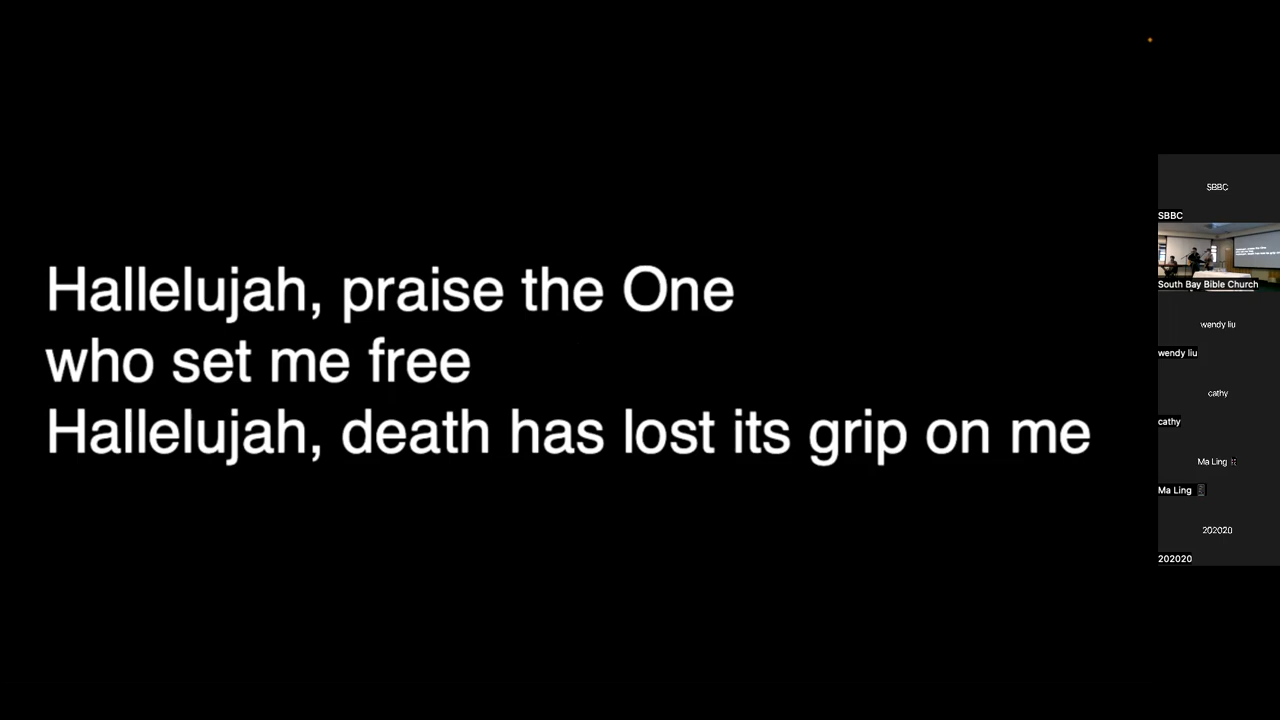 Hallelujah, praise the One
who set me free
Hallelujah, death has lost its grip on me
SBBC
SBBC
South Bay Bible Church
wendy liu
wendy liu
cathy
cathy
Ma Ling
Ma Ling
202020
202020